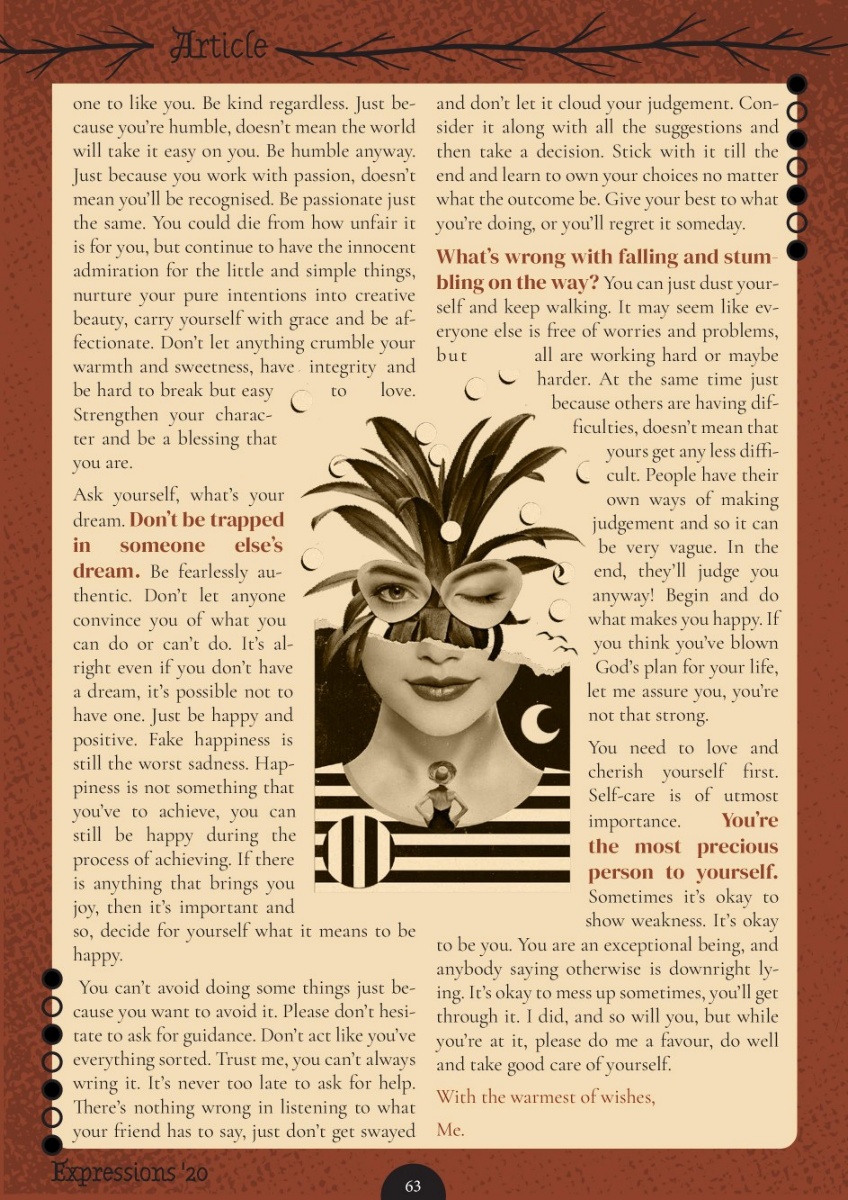 Article
one to like you. Be kind regardless. Just be-
cause you're humble, doesn't mean the world
will take it easy on you. Be humble anyway.
Just because you work with passion, doesn't
mean you'll be recognised. Be passionate just
the same. You could die from how unfair it
is for you, but continue to have the innocent
admiration for the little and simple things,
nurture your pure intentions into creative
beauty, carry yourself with grace and be af-
fectionate. Don't let anything crumble your
warmth and sweetness, have integrity and
be hard to break but easy to love.
Strengthen your charac-
ter and be a blessing that
you are.
Ask yourself, what's your
dream. Don't be trapped
in someone else's
dream. Be fearlessly au-
thentic. Don't let anyone
convince you of what you
can do or can't do. It's al-
right even if you don't have
a dream, it's possible not to
have one. Just be happy and
positive. Fake happiness is
still the worst sadness. Hap-
piness is not something that
you've to achieve, you can
still be happy during the
process of achieving. If there
is anything that brings you
joy, then it's important and
so, decide for yourself what it means to be
happy.
You can't avoid doing some things just be-
cause you want to avoid it. Please don't hesi-
tate to ask for guidance. Don't act like you've
everything sorted. Trust me, you can't always
wring it. It's never too late to ask for help.
There's nothing wrong in listening to what
your friend has to say, just don't get swayed
and don't let it cloud your judgement. Con-
sider it along with all the suggestions and
then take a decision. Stick with it till the
end and learn to own your choices no matter
what the outcome be. Give your best to what
you're doing, or you'll regret it someday.
What's wrong with falling and stum-
bling on the way? You can just dust your-
self and keep walking. It may seem like ev-
eryone else is free of worries and problems,
but all are working hard or maybe
harder. At the same time just
because others are having dif-
ficulties, doesn't mean that
yours get any less diffi-
cult. People have their
own ways of making
judgement and so it can
be very vague. In the
end, they'll judge you
anyway! Begin and do
what makes you happy. If
you think you've blown
God's plan for your life,
let me assure you, you're
not that strong.
You need to love and
cherish yourself first.
Self-care is of utmost
importance. You're
the most precious
person to yourself.
Sometimes it's okay to
show weakness. It's okay
to be you. You are an exceptional being, and
anybody saying otherwise is downright ly-
ing. It's okay to mess up sometimes, you'll get
through it. I did, and so will you, but while
you're at it, please do me a favour, do well
and take good care of yourself.
With the warmest of wishes,
Me.
Expressions '20
63